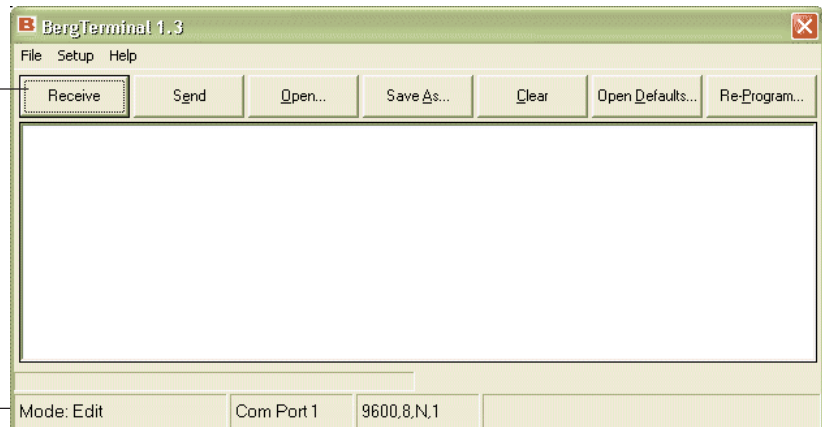 B BergTerminal 1.3
File Setup Help
Receive Send Open... Save As... Clear Open Defaults... Re-Program...
Mode: Edit Com Port 1 9600,8,N,1